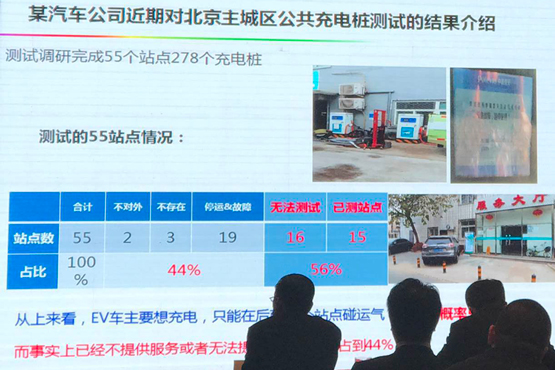 某汽车公司近期对北京主城区公共充电桩测试的结果介绍
测试调研完成55个站点278个充电桩
测试的55站点情况：
合计 不对外 不存在 停运&故障 无法测试 已测站点
站点数 55 2 3 19 16 15
占比 100% 44% 56%
服务大厅
从上来看，EV车主要想充电，只能在后 站点碰运气 概率
而事实上已经不提供服务或者无法提 占到44%